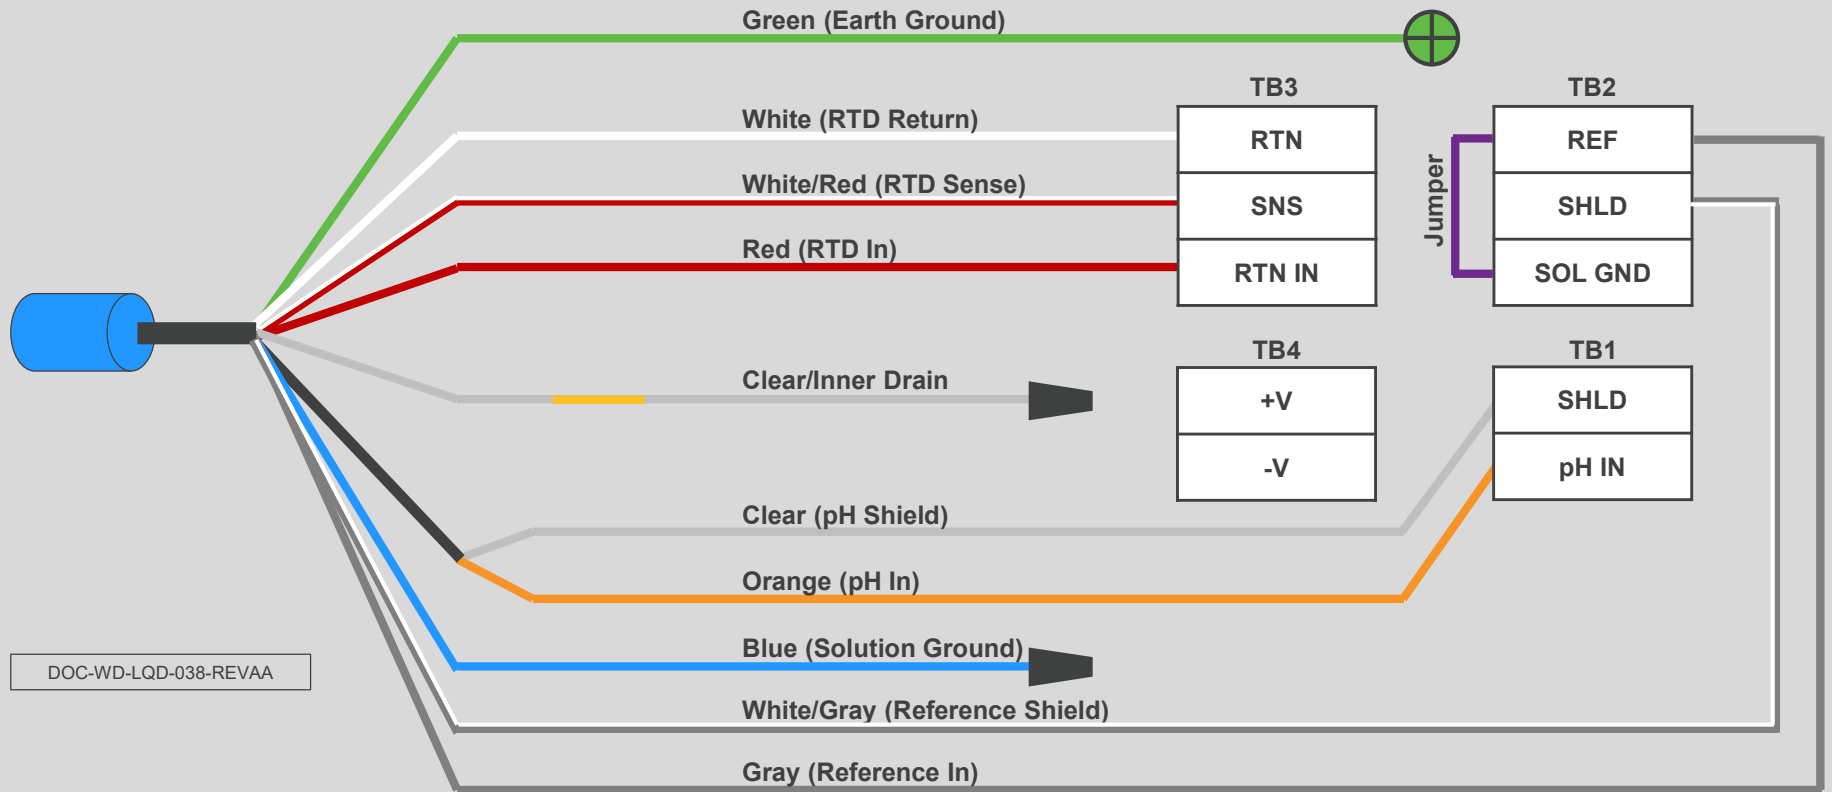 Green (Earth Ground)
TB3
TB2
White (RTD Return)
RTN
REF
White/Red (RTD Sense)
SNS
Jumper
SHLD
Red (RTD In)
RTN IN
SOL GND
TB4
TB1
Clear/Inner Drain
+V
SHLD
-V
pH IN
Clear (pH Shield)
Orange (pH In)
Blue (Solution Ground)
DOC-WD-LQD-038-REVAA
White/Gray (Reference Shield)
Gray (Reference In)